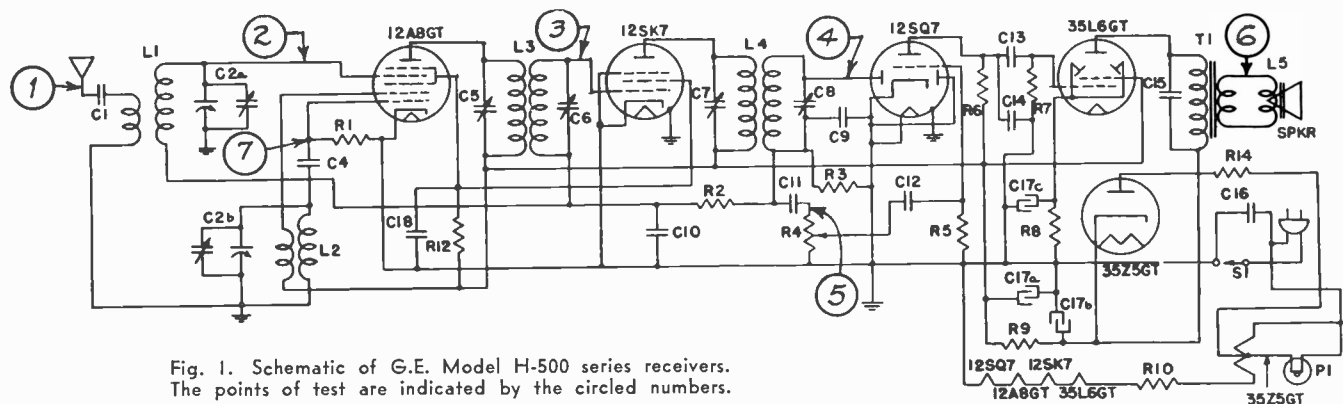 1
2
3
4
5
6
7
L1
C1
C2a
12A8GT
R1
C4
C2b
L2
C18
R12
C5
L3
C6
12SK7
C7
L4
C8
C9
12SQ7
R2
C10
C11
R3
R4
C12
R5
R6
C13
C14
R7
35L6GT
C15
T1
L5
SPKR
C17c
R8
C17a
C17b
R9
35Z5GT
R14
C16
S1
12SQ7
12SK7
12A8GT
35L6GT
R10
35Z5GT
P1
Fig. 1. Schematic of G.E. Model H-500 series receivers.
The points of test are indicated by the circled numbers.